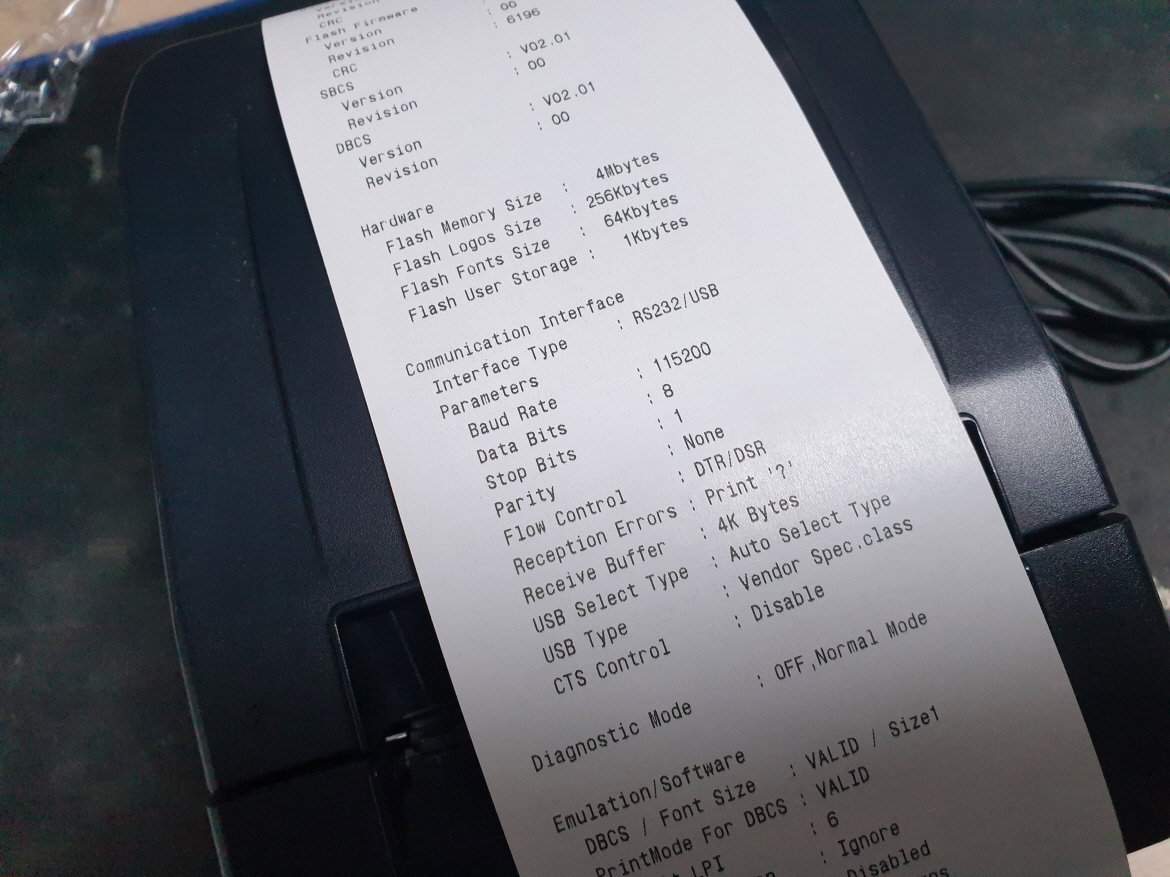 Revision
CRC
Flash Firmware
Version
Revision : 00
CRC : 6196
SBCS
Version : V02.01
Revision : 00
DBCS
Version : V02.01
Revision : 00
Hardware
Flash Memory Size : 4Mbytes
Flash Logos Size : 256Kbytes
Flash Fonts Size : 64Kbytes
Flash User Storage : 1Kbytes
Communication Interface
Interface Type : RS232/USB
Parameters
Baud Rate : 115200
Data Bits : 8
Stop Bits : 1
Parity : None
Flow Control : DTR/DSR
Reception Errors : Print '?'
Receive Buffer : 4K Bytes
USB Select Type : Auto Select Type
USB Type : Vendor Spec.class
CTS Control : Disable
Diagnostic Mode : OFF,Normal Mode
Emulation/Software
DBCS / Font Size : VALID / Size1
PrintMode For DBCS : VALID
LPI : 6
: Ignore
Disabled